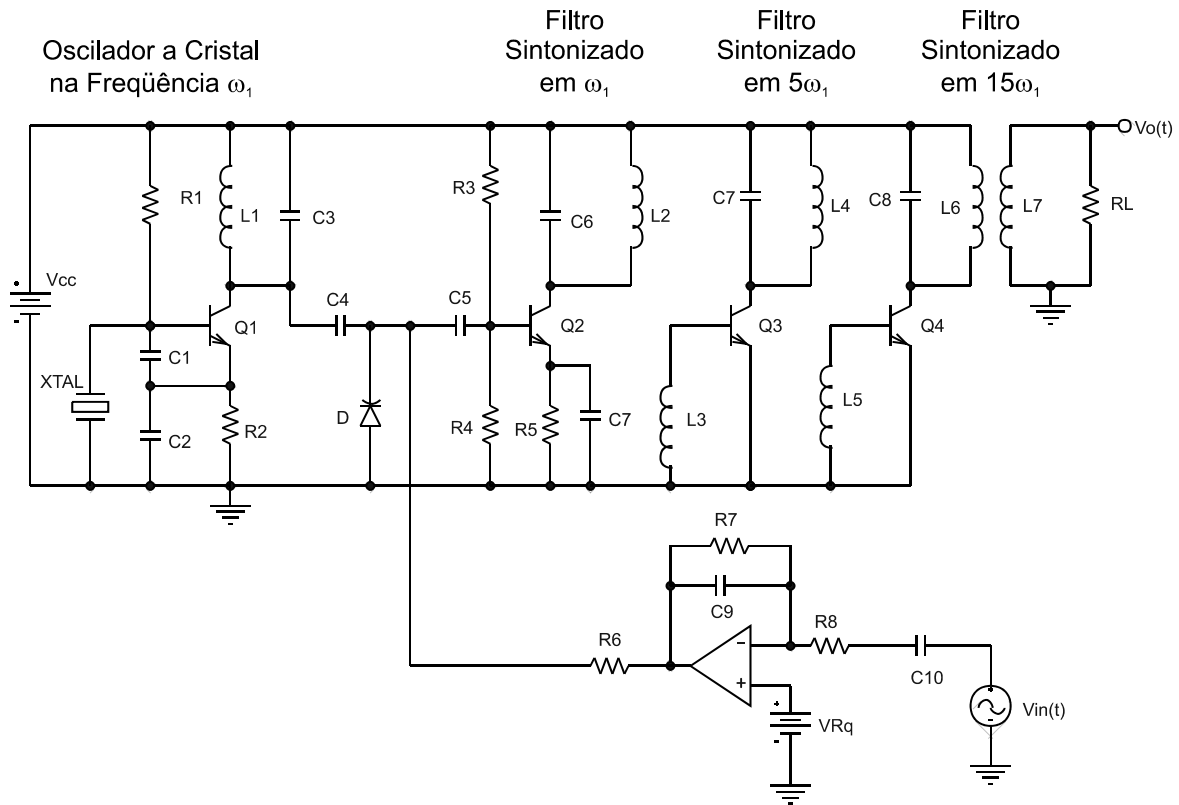 Oscilador a Cristal
na Freqüência ω₁
Filtro
Sintonizado
em ω₁
Filtro
Sintonizado
em 5ω₁
Filtro
Sintonizado
em 15ω₁
Vo(t)
R1
L1
C3
R3
C6
L2
C7
L4
C8
L6
L7
RL
Vcc
C4
C5
Q1
Q2
Q3
Q4
C1
XTAL
C2
R2
D
R4
R5
C7
L3
L5
R7
C9
R8
R6
C10
VRq
Vin(t)